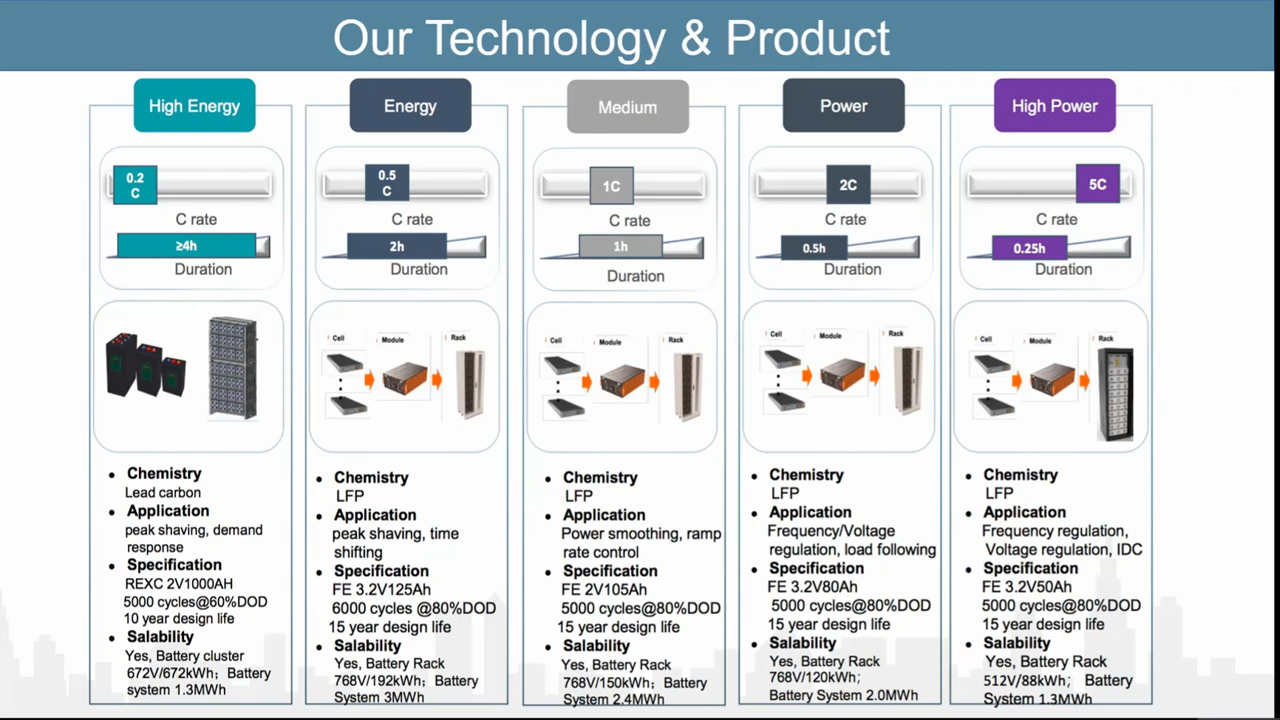 Our Technology & Product
High Energy
0.2
C
C rate
≥4h
Duration
• Chemistry
Lead carbon
• Application
peak shaving, demand
response
• Specification
REXC 2V1000AH
5000 cycles@60%DOD
10 year design life
• Salability
Yes, Battery cluster
672V/672kWh；Battery
system 1.3MWh
Energy
0.5
C
C rate
2h
Duration
Cell
Module
Rack
• Chemistry
LFP
• Application
peak shaving, time
shifting
• Specification
FE 3.2V125Ah
6000 cycles @80%DOD
15 year design life
• Salability
Yes, Battery Rack
768V/192kWh；Battery
System 3MWh
Medium
1C
C rate
1h
Duration
Cell
Module
Rack
• Chemistry
LFP
• Application
Power smoothing, ramp
rate control
• Specification
FE 2V105Ah
5000 cycles@80%DOD
15 year design life
• Salability
Yes, Battery Rack
768V/150kWh；Battery
System 2.4MWh
Power
2C
C rate
0.5h
Duration
Cell
Module
Rack
• Chemistry
LFP
• Application
Frequency/Voltage
regulation, load following
• Specification
FE 3.2V80Ah
5000 cycles@80%DOD
15 year design life
• Salability
Yes, Battery Rack
768V/120kWh；
Battery System 2.0MWh
High Power
5C
C rate
0.25h
Duration
Cell
Module
Rack
• Chemistry
LFP
• Application
Frequency regulation,
Voltage regulation, IDC
• Specification
FE 3.2V50Ah
5000 cycles@80%DOD
15 year design life
• Salability
Yes, Battery Rack
512V/88kWh； Battery
System 1.3MWh